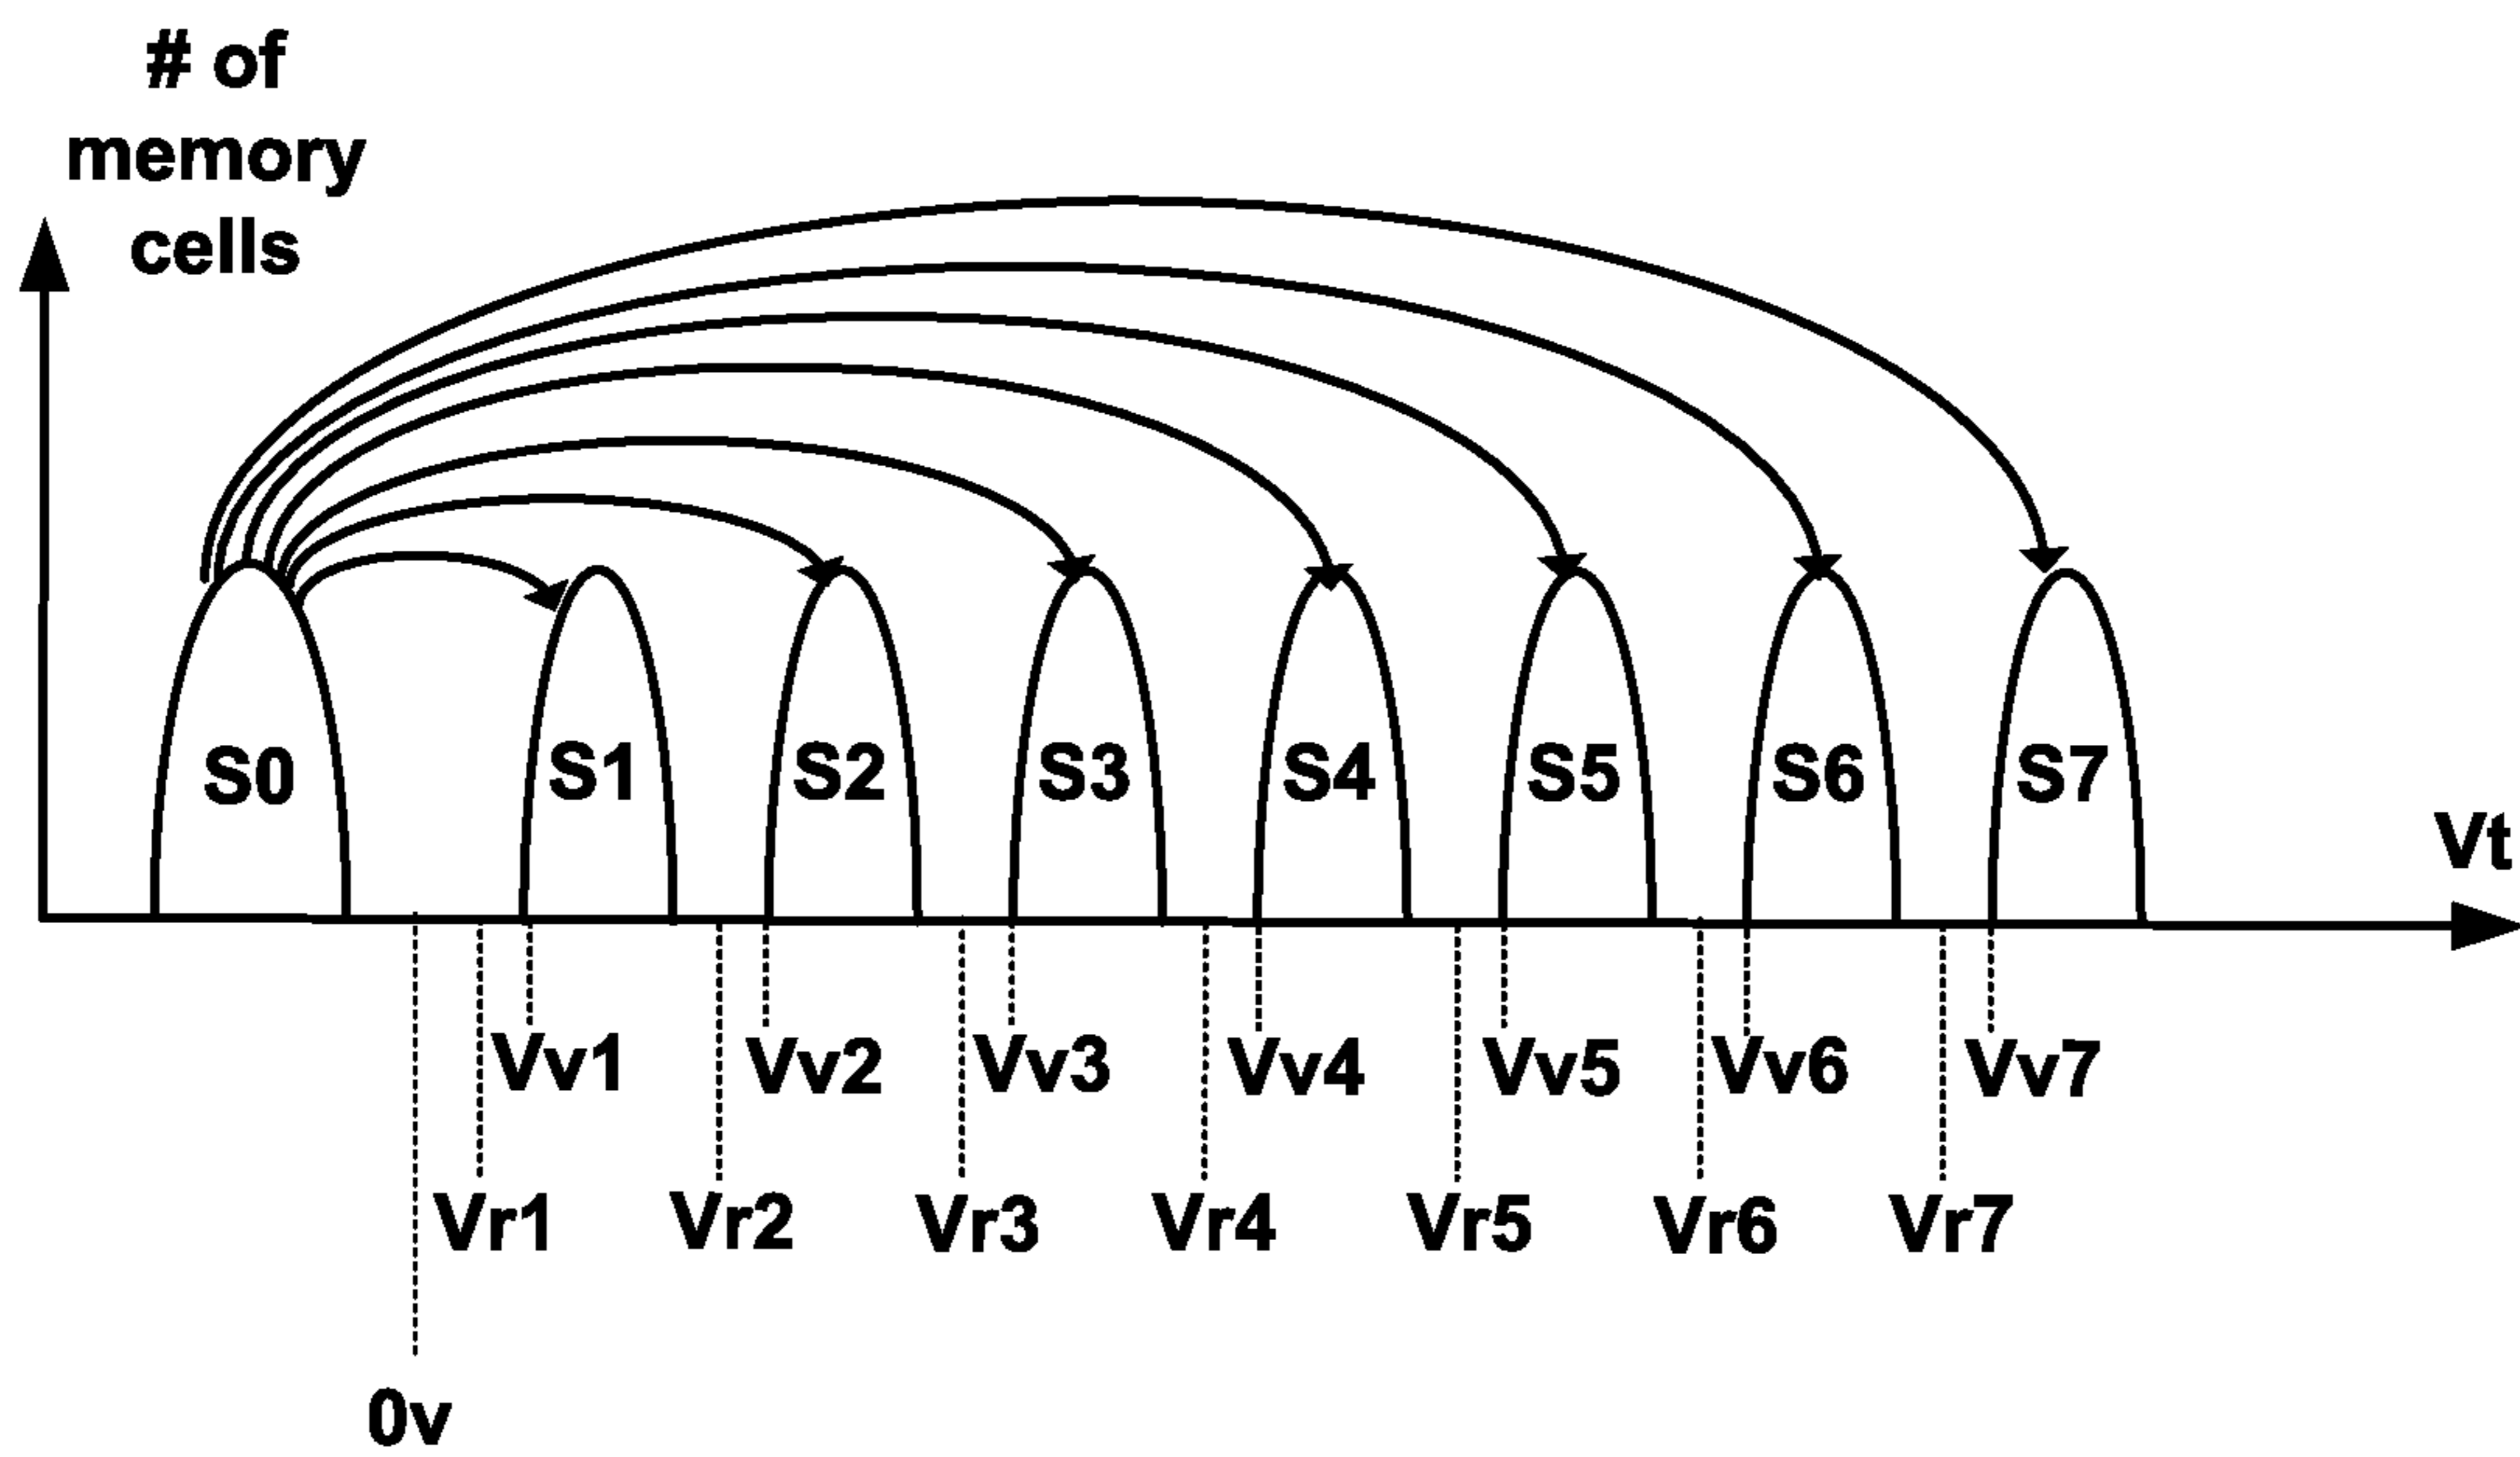 # of
memory
cells
S0 S1 S2 S3 S4 S5 S6 S7
Vt
Vv1 Vv2 Vv3 Vv4 Vv5 Vv6 Vv7
Vr1 Vr2 Vr3 Vr4 Vr5 Vr6 Vr7
0v